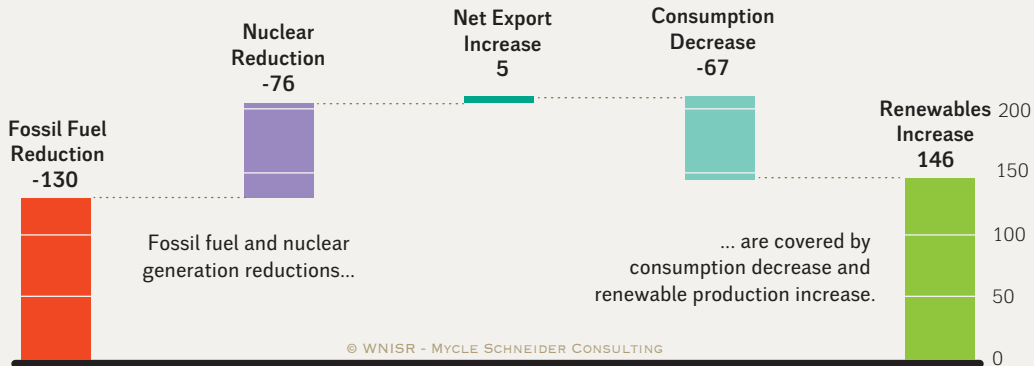 Fossil Fuel
Reduction
-130
Nuclear
Reduction
-76
Net Export
Increase
5
Consumption
Decrease
-67
Renewables
Increase
146
200
150
100
50
0
Fossil fuel and nuclear
generation reductions...
... are covered by
consumption decrease and
renewable production increase.
© WNISR - Mycle Schneider Consulting